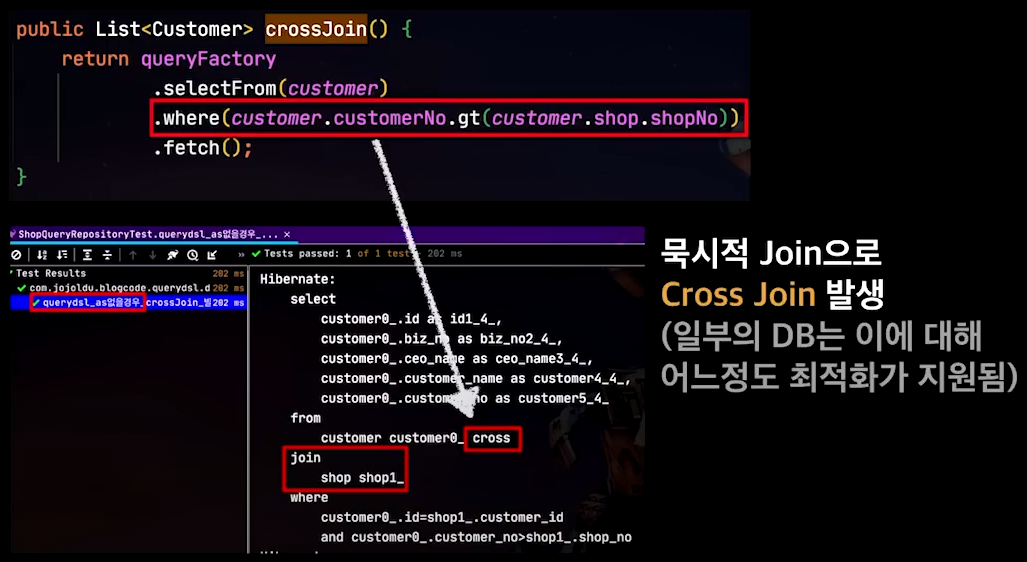 public List<Customer> crossJoin() {
return queryFactory
.selectFrom(customer)
.where(customer.customerNo.gt(customer.shop.shopNo))
.fetch();
}
묵시적 Join으로
Cross Join 발생
(일부의 DB는 이에 대해
어느정도 최적화가 지원됨)
ShopQueryRepositoryTest.querydsl_as없을경우_... ×
» Tests passed: 1 of 1 test 202 ms
Test Results 202 ms
com.jojoldu.blogcode.querydsl.d 202 ms
querydsl_as없을경우_crossJoin_ 202 ms
Hibernate:
select
customer0_.id as id1_4_,
customer0_.biz_no as biz_no2_4_,
customer0_.ceo_name as ceo_name3_4_,
customer0_.customer_name as customer4_4_,
customer0_.customer_no as customer5_4_
from
customer customer0_ cross
join
shop shop1_
where
customer0_.id=shop1_.customer_id
and customer0_.customer_no>shop1_.shop_no